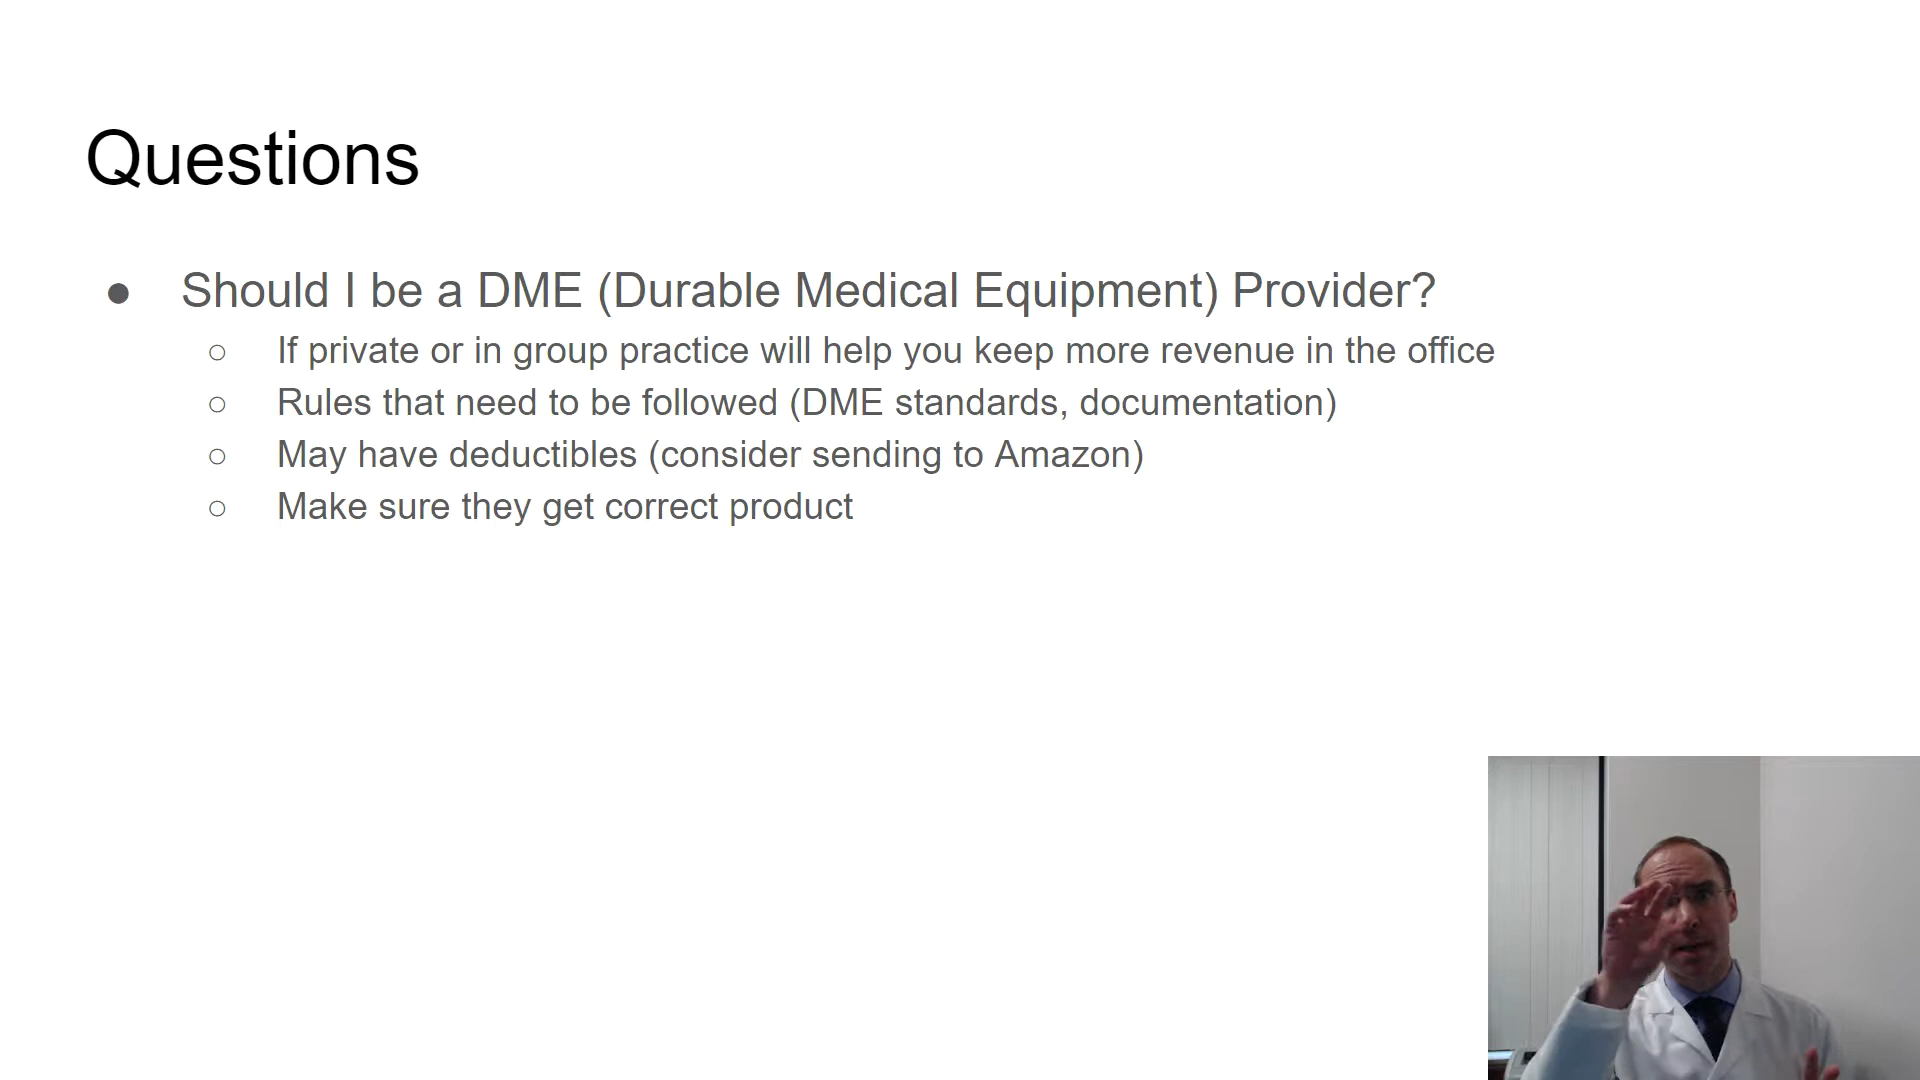 Questions
● Should I be a DME (Durable Medical Equipment) Provider?
○ If private or in group practice will help you keep more revenue in the office
○ Rules that need to be followed (DME standards, documentation)
○ May have deductibles (consider sending to Amazon)
○ Make sure they get correct product